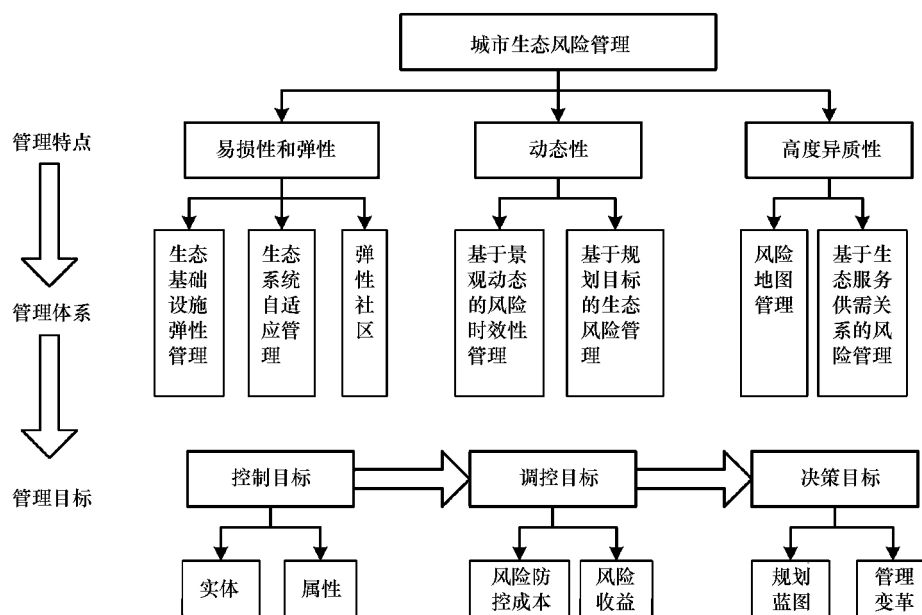 城市生态风险管理
管理特点
易损性和弹性
动态性
高度异质性
生态
基础
设施
弹性
管理
生态
系统
自适
应管
理
弹
性
社
区
基于景
观动态
的风险
时效性
管理
基于规
划目标
的生态
风险管
理
风险
地图
管理
基于生
态服务
供需关
系的风
险管理
管理体系
管理目标
控制目标
调控目标
决策目标
实体
属性
风险防
控成本
风险
收益
规划
蓝图
管理
变革